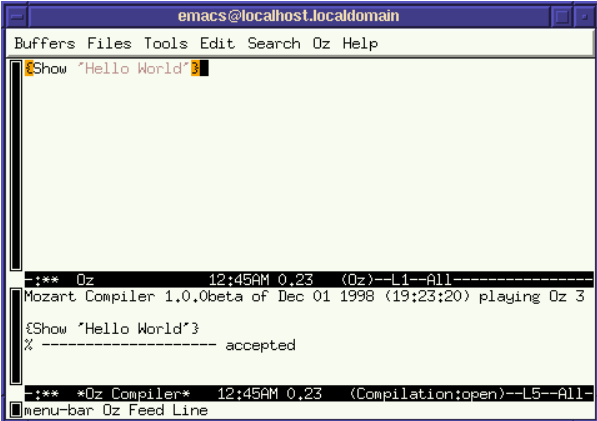 emacs@localhost.localdomain
Buffers Files Tools Edit Search Oz Help
{Show 'Hello World'}
-:**  Oz                 12:45AM 0.23   (Oz)--L1--All-----------------
Mozart Compiler 1.0.0beta of Dec 01 1998 (19:23:20) playing Oz 3
{Show 'Hello World'}
% -------------------- accepted
-:**  *Oz Compiler*   12:45AM 0.23   (Compilation:open)--L5--All-
menu-bar Oz Feed Line